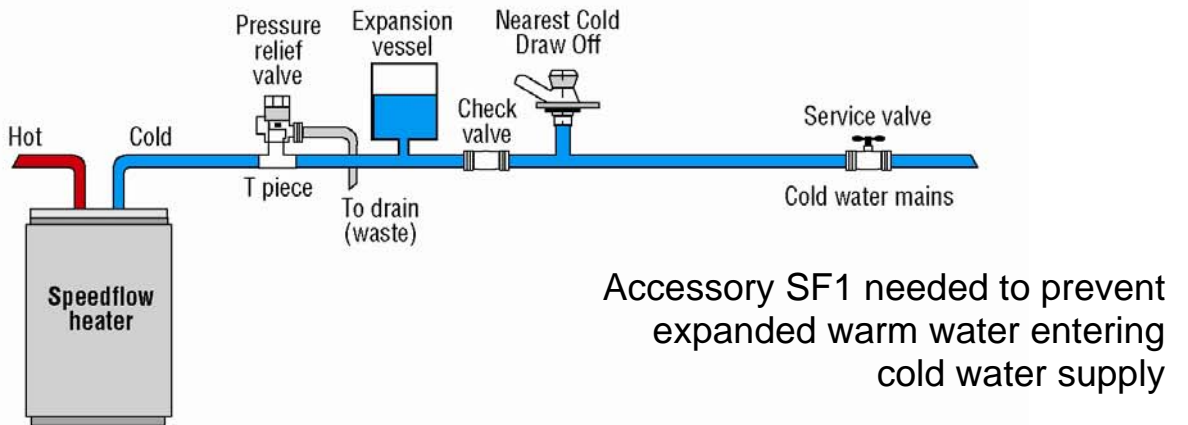 Pressure
relief
valve
Expansion
vessel
Nearest Cold
Draw Off
Check
valve
Service valve
Hot
Cold
T piece
To drain
(waste)
Cold water mains
Speedflow
heater
Accessory SF1 needed to prevent
expanded warm water entering
cold water supply